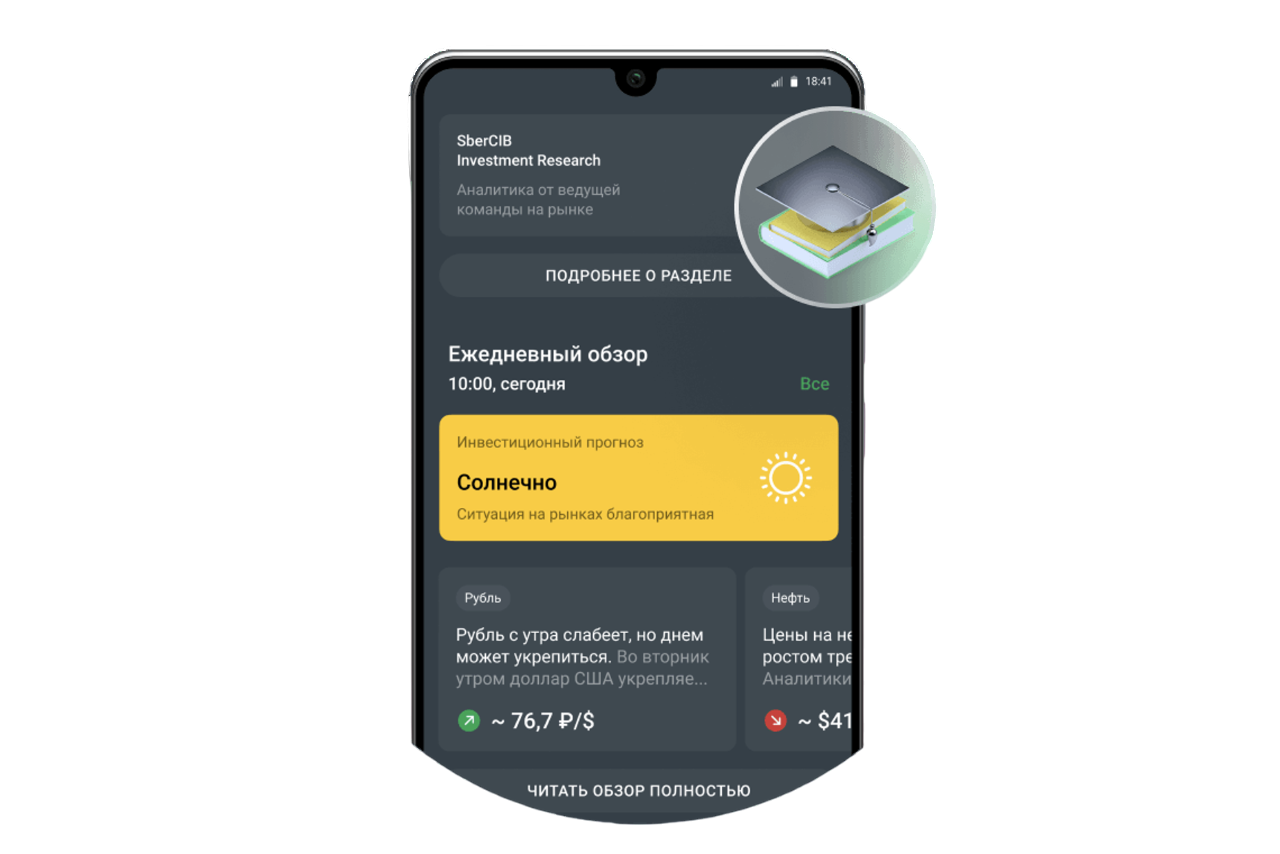 18:41
SberCIB
Investment Research
Аналитика от ведущей
команды на рынке
ПОДРОБНЕЕ О РАЗДЕЛЕ
Ежедневный обзор
10:00, сегодня
Все
Инвестиционный прогноз
Солнечно
Ситуация на рынках благоприятная
Рубль
Рубль с утра слабеет, но днем
может укрепиться. Во вторник
утром доллар США укрепляе...
~ 76,7 ₽/$
Нефть
Цены на не
ростом тре
Аналитики
~ $41
ЧИТАТЬ ОБЗОР ПОЛНОСТЬЮ